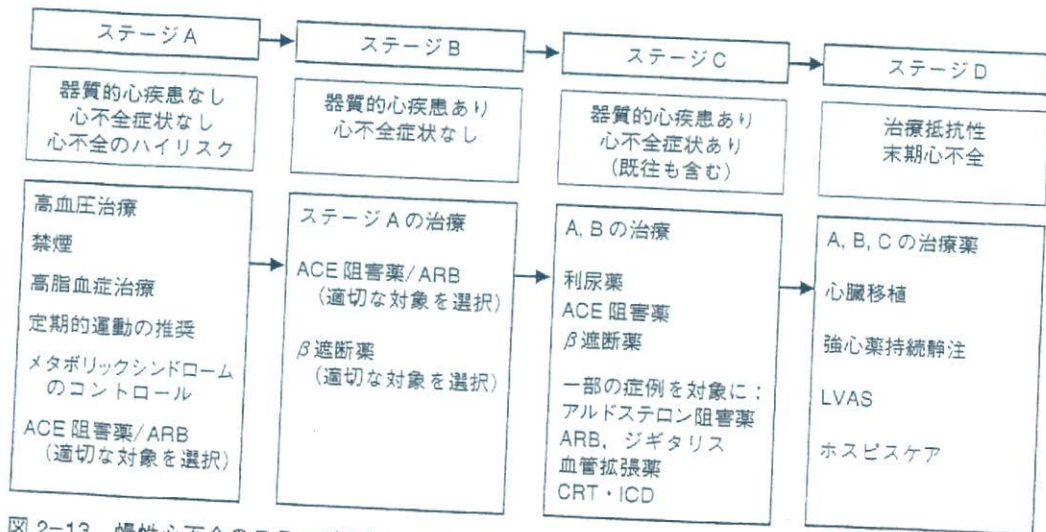 ステージA
ステージB
ステージC
ステージD
器質的心疾患なし
心不全症状なし
心不全のハイリスク
器質的心疾患あり
心不全症状なし
器質的心疾患あり
心不全症状あり
(既往も含む)
治療抵抗性
末期心不全
高血圧治療
禁煙
高脂血症治療
定期的運動の推奨
メタボリックシンドローム
のコントロール
ACE阻害薬/ARB
(適切な対象を選択)
ステージAの治療
ACE阻害薬/ARB
(適切な対象を選択)
β遮断薬
(適切な対象を選択)
A, Bの治療
利尿薬
ACE阻害薬
β遮断薬
一部の症例を対象に:
アルドステロン阻害薬
ARB, ジギタリス
血管拡張薬
CRT・ICD
A, B, Cの治療薬
心臓移植
強心薬持続静注
LVAS
ホスピスケア
図2-13 慢性心不全の